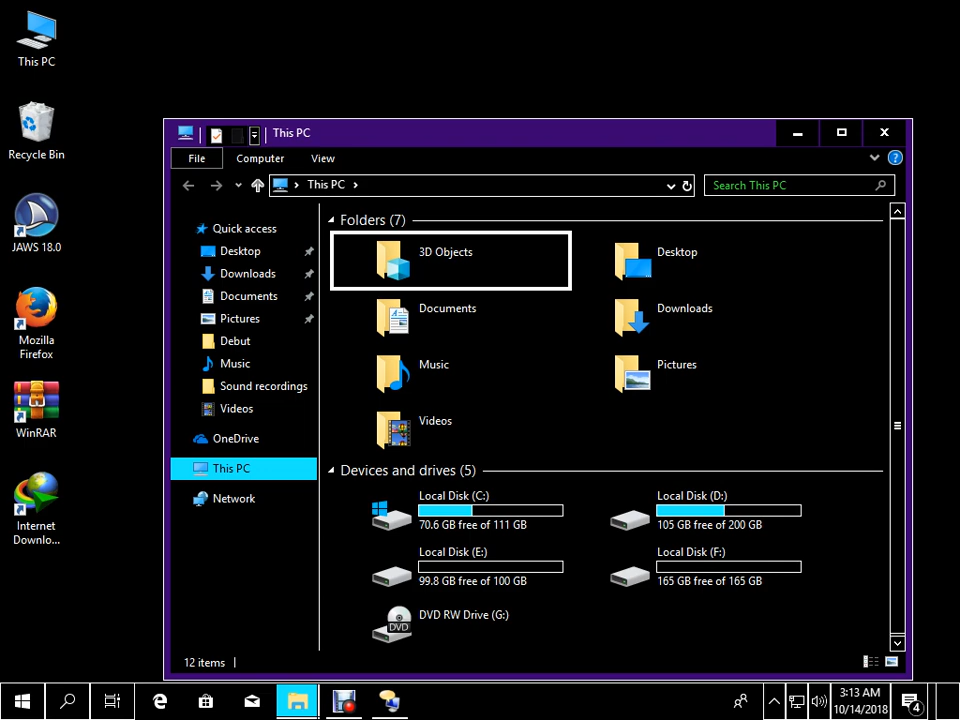 This PC
Recycle Bin
JAWS 18.0
Mozilla
Firefox
WinRAR
Internet
Downlo...
This PC
File
Computer
View
This PC
Search This PC
Quick access
Desktop
Downloads
Documents
Pictures
Debut
Music
Sound recordings
Videos
OneDrive
This PC
Network
Folders (7)
3D Objects
Desktop
Documents
Downloads
Music
Pictures
Videos
Devices and drives (5)
Local Disk (C:)
70.6 GB free of 111 GB
Local Disk (D:)
105 GB free of 200 GB
Local Disk (E:)
99.8 GB free of 100 GB
Local Disk (F:)
165 GB free of 165 GB
DVD
DVD RW Drive (G:)
12 items
3:13 AM
10/14/2018
4